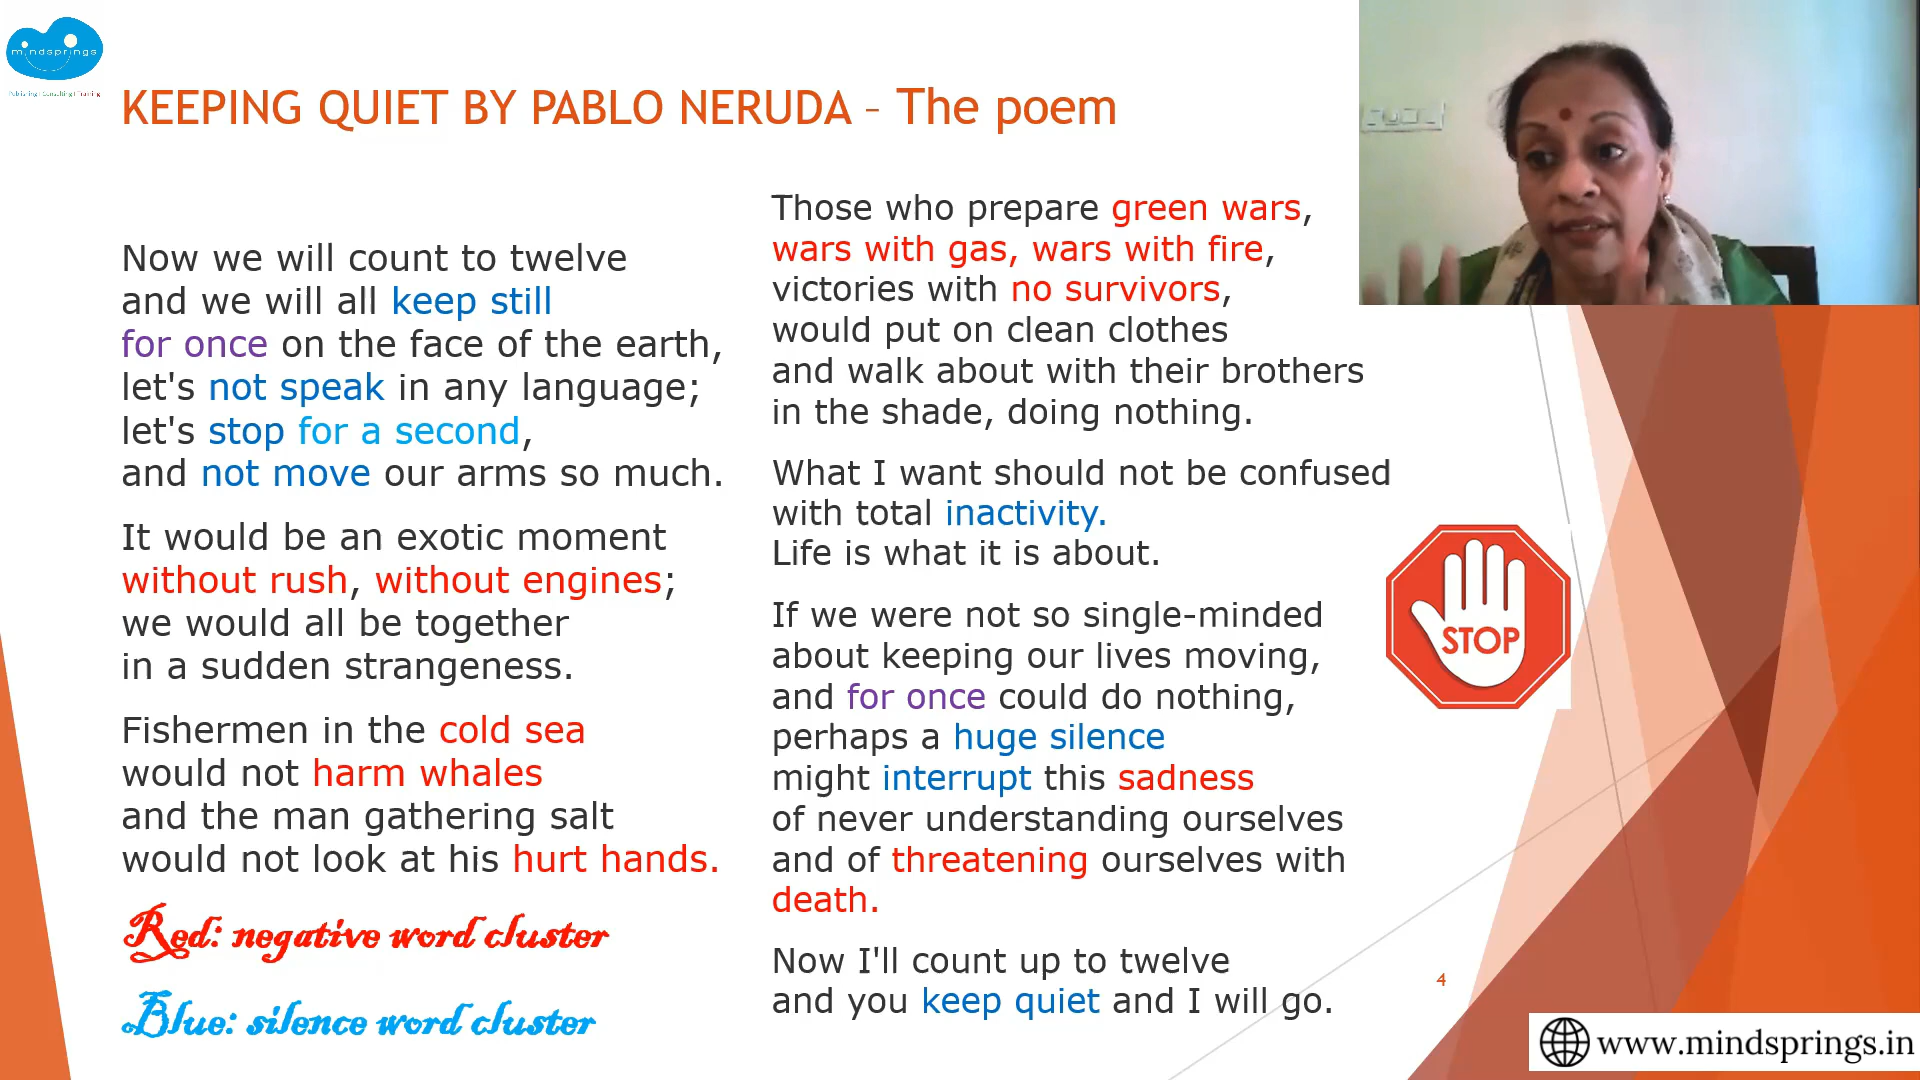 mindsprings
Publishing I Consulting I Training
KEEPING QUIET BY PABLO NERUDA – The poem
Now we will count to twelve
and we will all keep still
for once on the face of the earth,
let's not speak in any language;
let's stop for a second,
and not move our arms so much.
It would be an exotic moment
without rush, without engines;
we would all be together
in a sudden strangeness.
Fishermen in the cold sea
would not harm whales
and the man gathering salt
would not look at his hurt hands.
Red: negative word cluster
Blue: silence word cluster
Those who prepare green wars,
wars with gas, wars with fire,
victories with no survivors,
would put on clean clothes
and walk about with their brothers
in the shade, doing nothing.
What I want should not be confused
with total inactivity.
Life is what it is about.
If we were not so single-minded
about keeping our lives moving,
and for once could do nothing,
perhaps a huge silence
might interrupt this sadness
of never understanding ourselves
and of threatening ourselves with
death.
Now I'll count up to twelve
and you keep quiet and I will go.
STOP
4
www.mindsprings.in